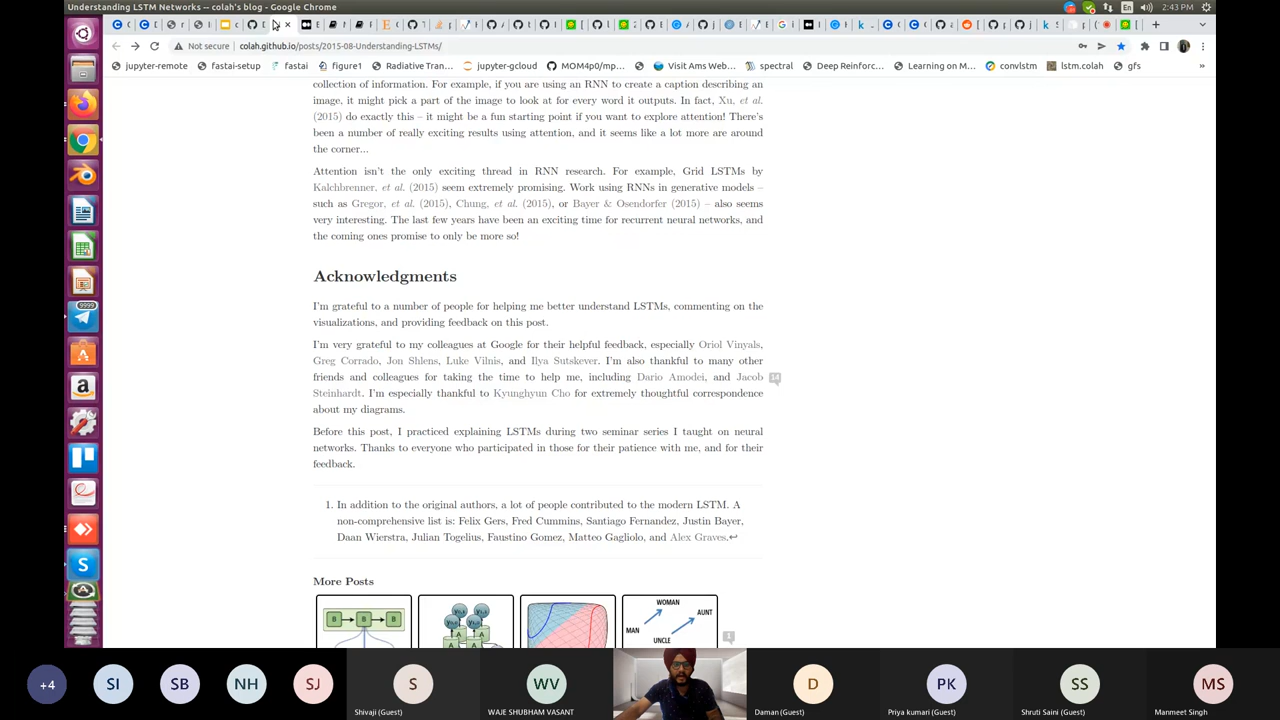 Understanding LSTM Networks -- colah's blog - Google Chrome
En
2:43 PM
Not secure
colah.github.io/posts/2015-08-Understanding-LSTMs/
jupyter-remote
fastai-setup
fastai
figure1
Radiative Tran...
jupyter-gcloud
MOM4p0/mp...
Visit Ams Web...
spectral
Deep Reinforc...
Learning on M...
convlstm
lstm.colah
gfs
»
collection of information. For example, if you are using an RNN to create a caption describing an
image, it might pick a part of the image to look at for every word it outputs. In fact, Xu, et al.
(2015) do exactly this – it might be a fun starting point if you want to explore attention! There's
been a number of really exciting results using attention, and it seems like a lot more are around
the corner...
Attention isn't the only exciting thread in RNN research. For example, Grid LSTMs by
Kalchbrenner, et al. (2015) seem extremely promising. Work using RNNs in generative models –
such as Gregor, et al. (2015), Chung, et al. (2015), or Bayer & Osendorfer (2015) – also seems
very interesting. The last few years have been an exciting time for recurrent neural networks, and
the coming ones promise to only be more so!
Acknowledgments
I'm grateful to a number of people for helping me better understand LSTMs, commenting on the
visualizations, and providing feedback on this post.
I'm very grateful to my colleagues at Google for their helpful feedback, especially Oriol Vinyals,
Greg Corrado, Jon Shlens, Luke Vilnis, and Ilya Sutskever. I'm also thankful to many other
friends and colleagues for taking the time to help me, including Dario Amodei, and Jacob
14
Steinhardt. I'm especially thankful to Kyunghyun Cho for extremely thoughtful correspondence
about my diagrams.
Before this post, I practiced explaining LSTMs during two seminar series I taught on neural
networks. Thanks to everyone who participated in those for their patience with me, and for their
feedback.
1. In addition to the original authors, a lot of people contributed to the modern LSTM. A
non-comprehensive list is: Felix Gers, Fred Cummins, Santiago Fernandez, Justin Bayer,
Daan Wierstra, Julian Togelius, Faustino Gomez, Matteo Gagliolo, and Alex Graves.↩
More Posts
B B B
A A
MAN
WOMAN
UNCLE
AUNT
1
9999
+4
SI
SB
NH
SJ
S
Shivaji (Guest)
WV
WAJE SHUBHAM VASANT
D
Daman (Guest)
PK
Priya kumari (Guest)
SS
Shruti Saini (Guest)
MS
Manmeet Singh